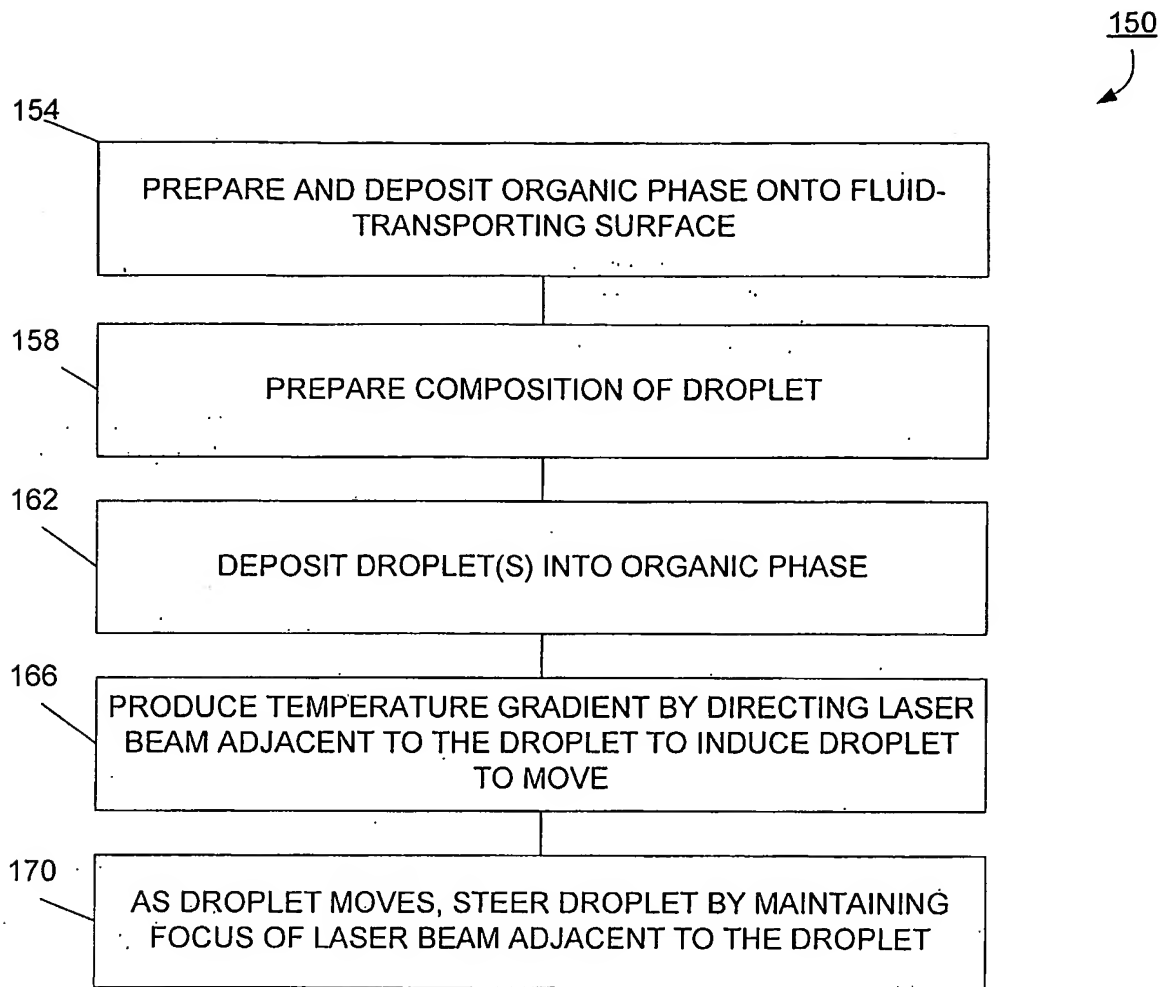 150
154
PREPARE AND DEPOSIT ORGANIC PHASE ONTO FLUID-
TRANSPORTING SURFACE
158
PREPARE COMPOSITION OF DROPLET
162
DEPOSIT DROPLET(S) INTO ORGANIC PHASE
166
PRODUCE TEMPERATURE GRADIENT BY DIRECTING LASER
BEAM ADJACENT TO THE DROPLET TO INDUCE DROPLET
TO MOVE
170
AS DROPLET MOVES, STEER DROPLET BY MAINTAINING
FOCUS OF LASER BEAM ADJACENT TO THE DROPLET